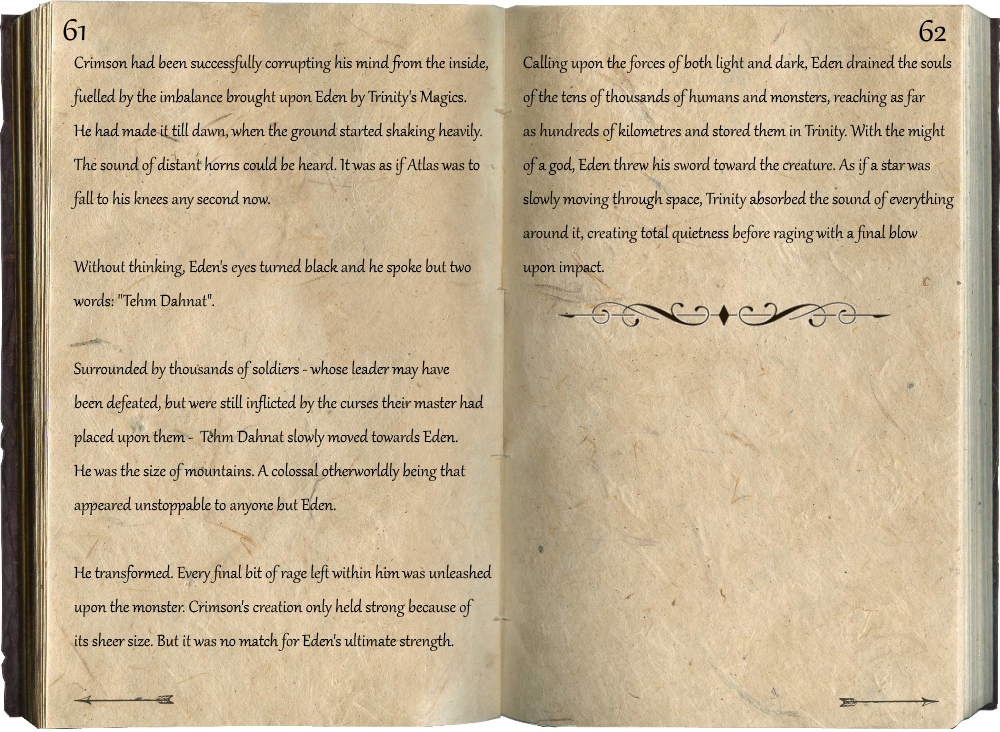 61
Crimson had been successfully corrupting his mind from the inside,
fuelled by the imbalance brought upon Eden by Trinity's Magics.
He had made it till dawn, when the ground started shaking heavily.
The sound of distant horns could be heard. It was as if Atlas was to
fall to his knees any second now.
Without thinking, Eden's eyes turned black and he spoke but two
words: "Tehm Dahnat".
Surrounded by thousands of soldiers - whose leader may have
been defeated, but were still inflicted by the curses their master had
placed upon them - Tehm Dahnat slowly moved towards Eden.
He was the size of mountains. A colossal otherworldly being that
appeared unstoppable to anyone but Eden.
He transformed. Every final bit of rage left within him was unleashed
upon the monster. Crimson's creation only held strong because of
its sheer size. But it was no match for Eden's ultimate strength.
62
Calling upon the forces of both light and dark, Eden drained the souls
of the tens of thousands of humans and monsters, reaching as far
as hundreds of kilometres and stored them in Trinity. With the might
of a god, Eden threw his sword toward the creature. As if a star was
slowly moving through space, Trinity absorbed the sound of everything
around it, creating total quietness before raging with a final blow
upon impact.